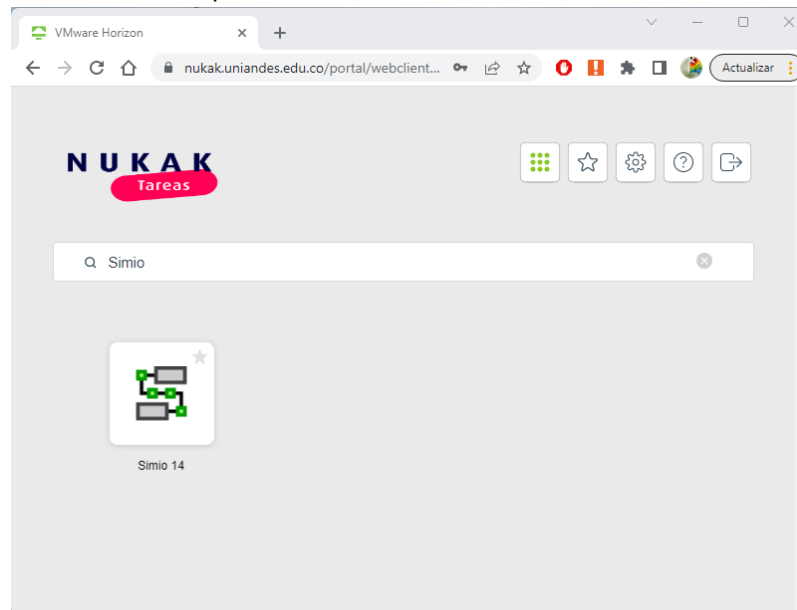 VMware Horizon
nukak.uniandes.edu.co/portal/webclient...
Actualizar
NUKAK
Tareas
Simio
Simio 14